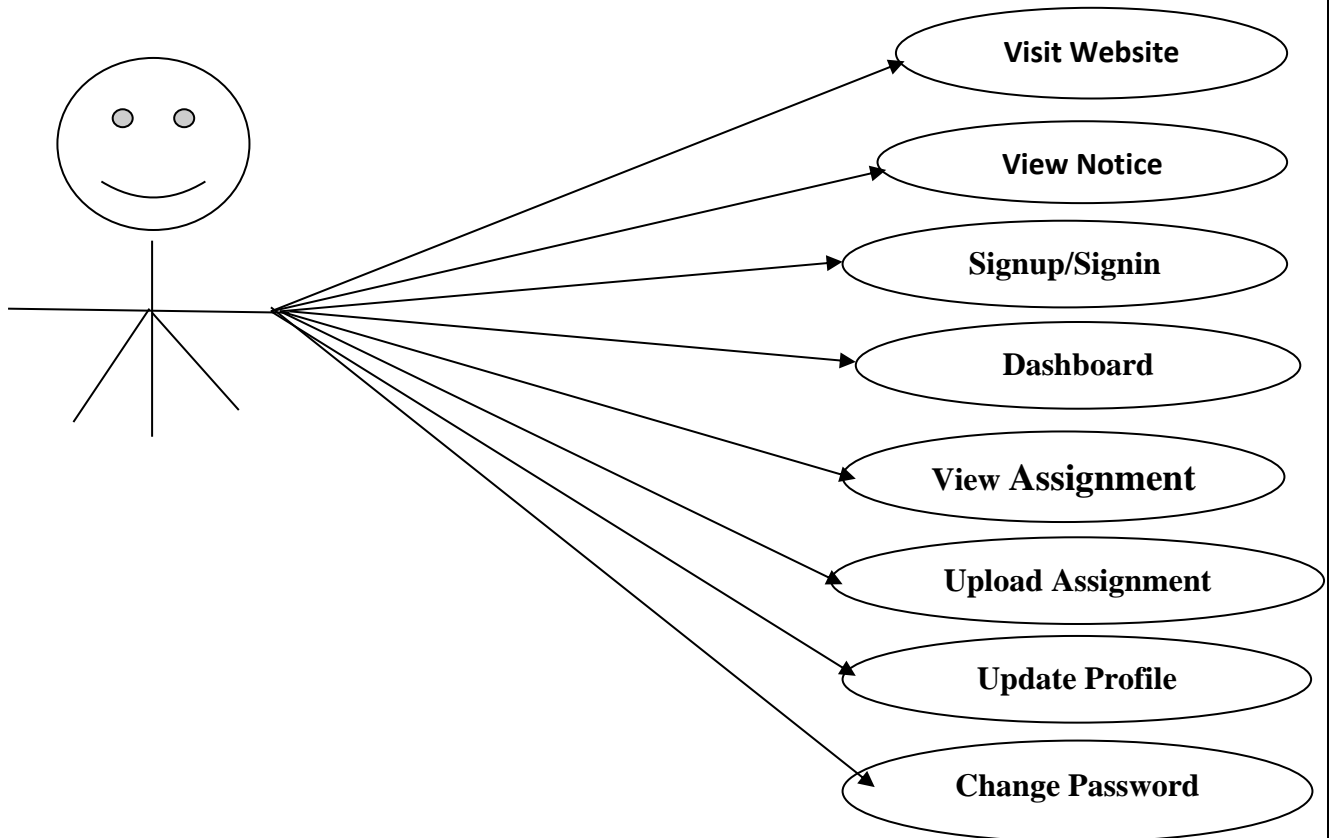 Visit Website
View Notice
Signup/Signin
Dashboard
View Assignment
Upload Assignment
Update Profile
Change Password